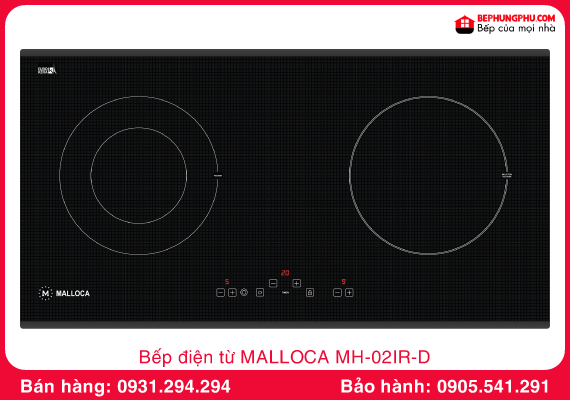 BEPHUNGPHU.COM
Bếp của mọi nhà
MALLOCA
5
20
9
M MALLOCA
Bếp điện từ MALLOCA MH-02IR-D
Bán hàng: 0931.294.294
Bảo hành: 0905.541.291